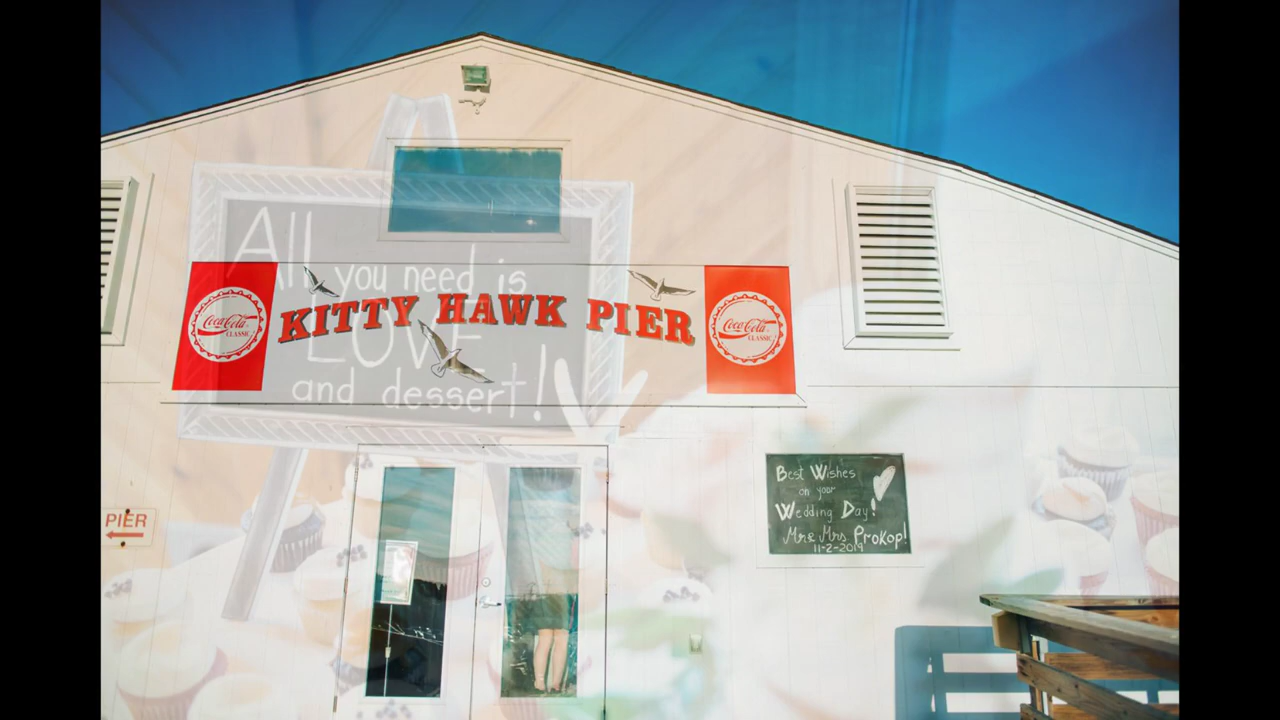 All you need is
LOVE
and dessert!
Coca-Cola
CLASSIC
KITTY HAWK PIER
Coca-Cola
CLASSIC
Best Wishes
on your
Wedding Day!
Mr & Mrs Prokop!
11-2-2019
PIER